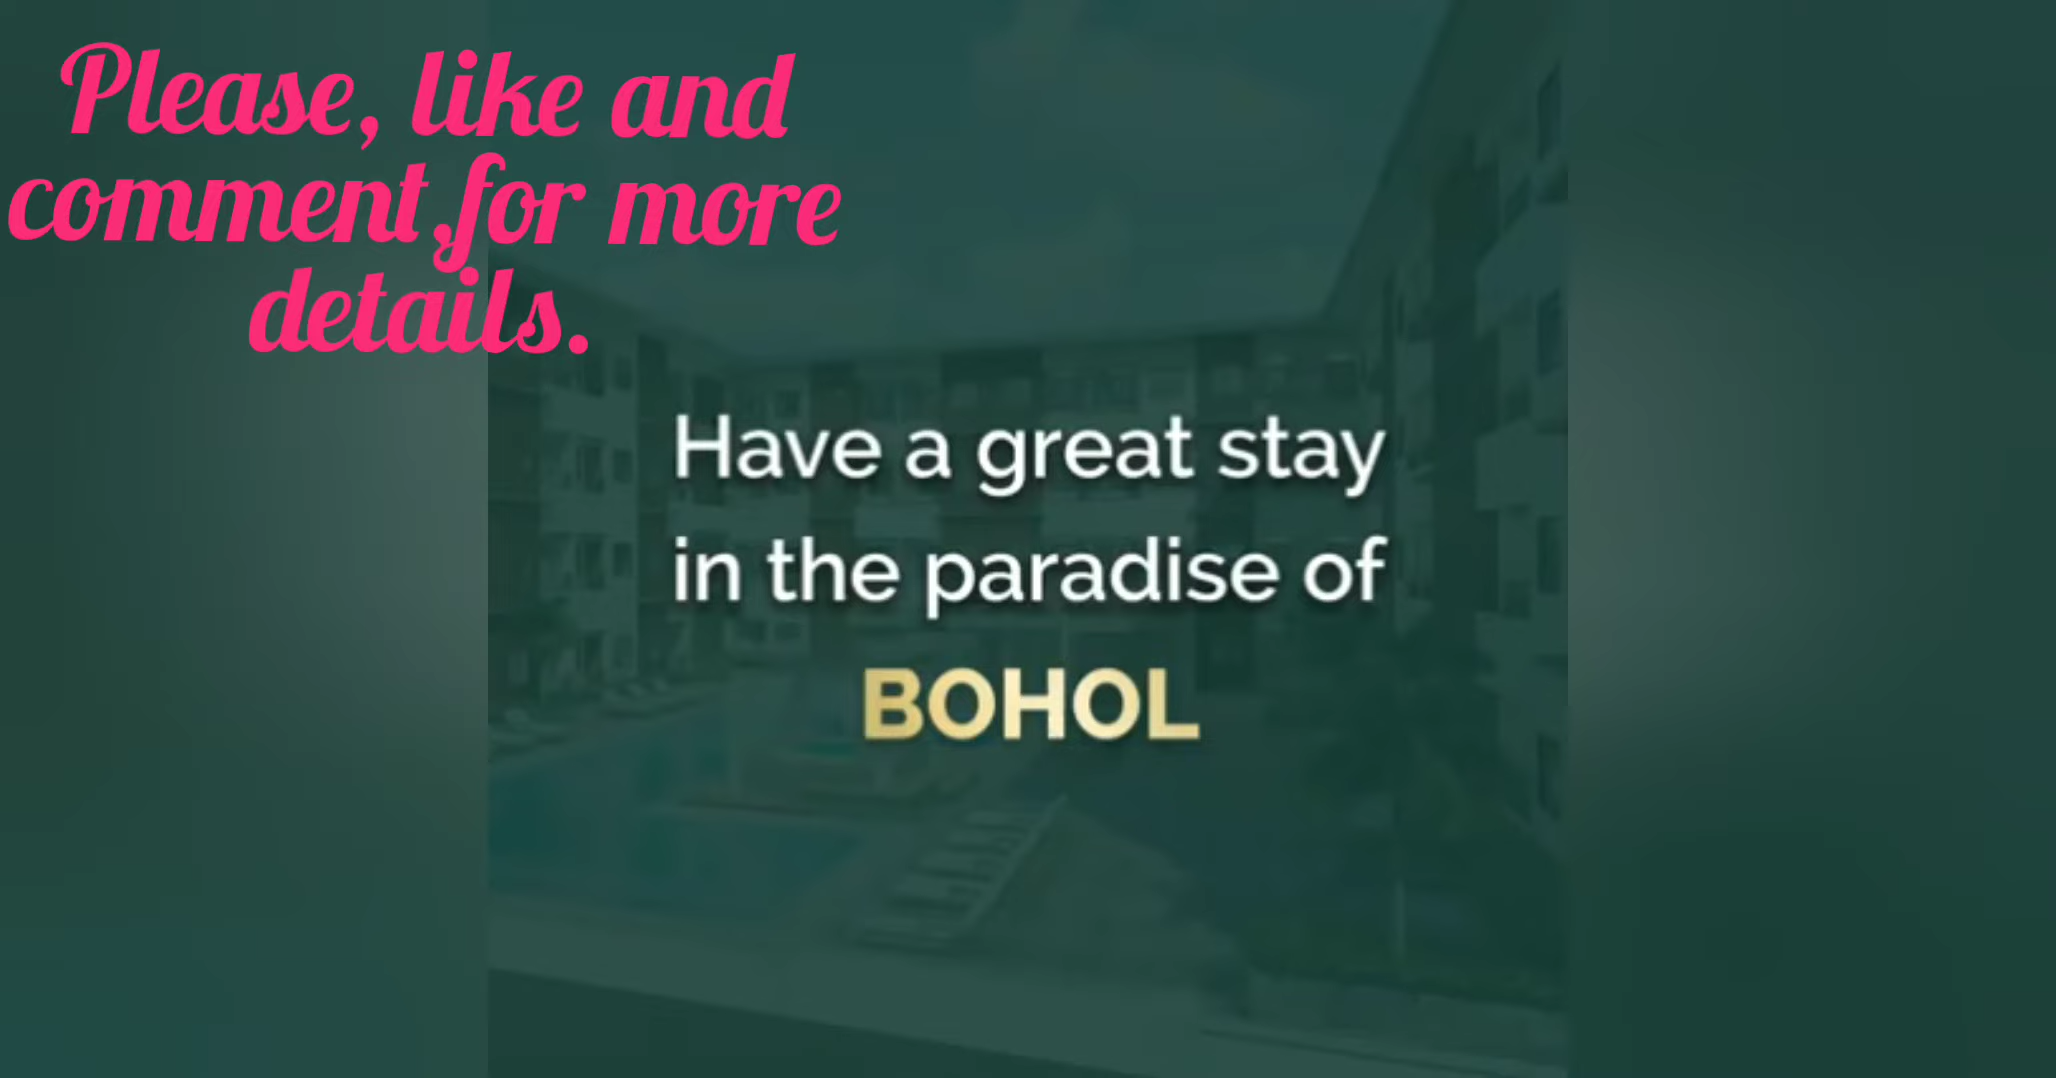 Please, like and
comment,for more
details.
Have a great stay
in the paradise of
BOHOL